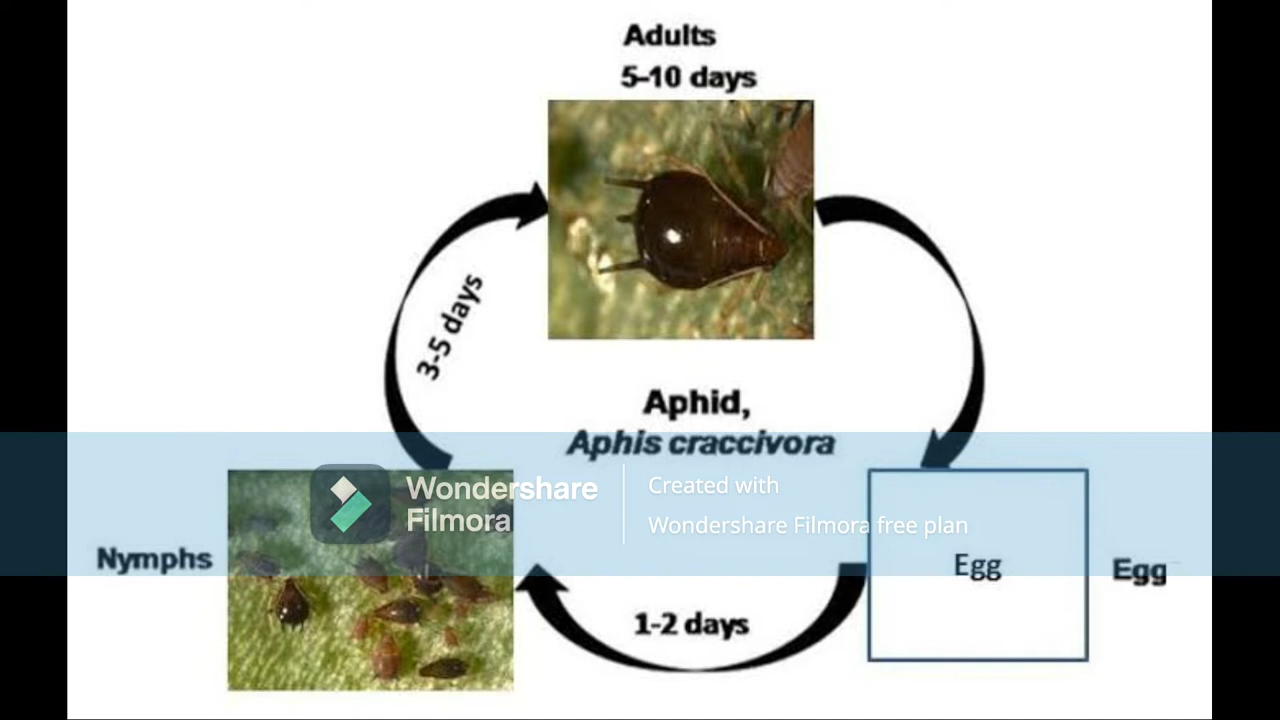 Adults
5-10 days
3-5 days
Aphid,
Aphis craccivora
Wondershare
Filmora
Created with
Wondershare Filmora free plan
Nymphs
Egg
Egg
1-2 days